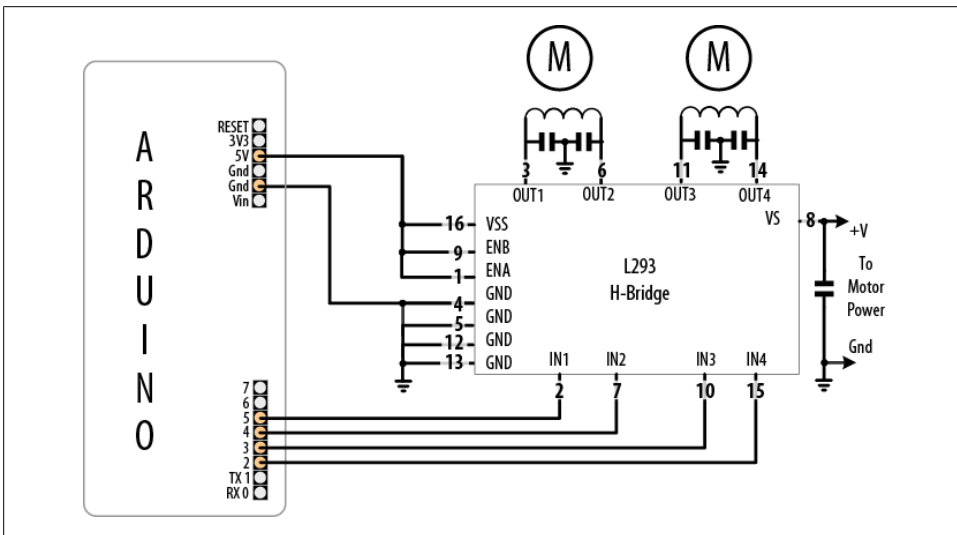 M M
ARDUINO
RESET
3V3
5V
Gnd
Gnd
Vin
7
6
5
4
3
2
TX 1
RX 0
3 6 11 14
OUT1 OUT2 OUT3 OUT4
16 VSS
9 ENB
1 ENA
4 GND
5 GND
12 GND
13 GND
L293
H-Bridge
VS 8 +V
To
Motor
Power
Gnd
IN1 IN2 IN3 IN4
2 7 10 15